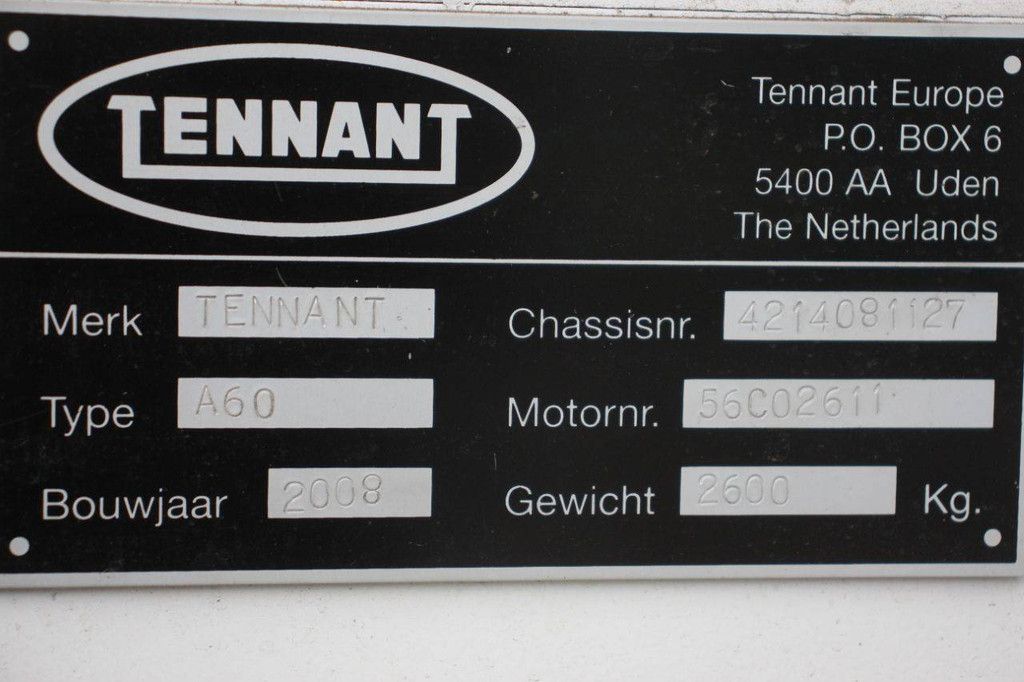 TENNANT
Tennant Europe
P.O. BOX 6
5400 AA Uden
The Netherlands
Merk TENNANT. Chassisnr. 4214081127
Type A60 Motornr. 56C02611
Bouwjaar 2008 Gewicht 2600 Kg.